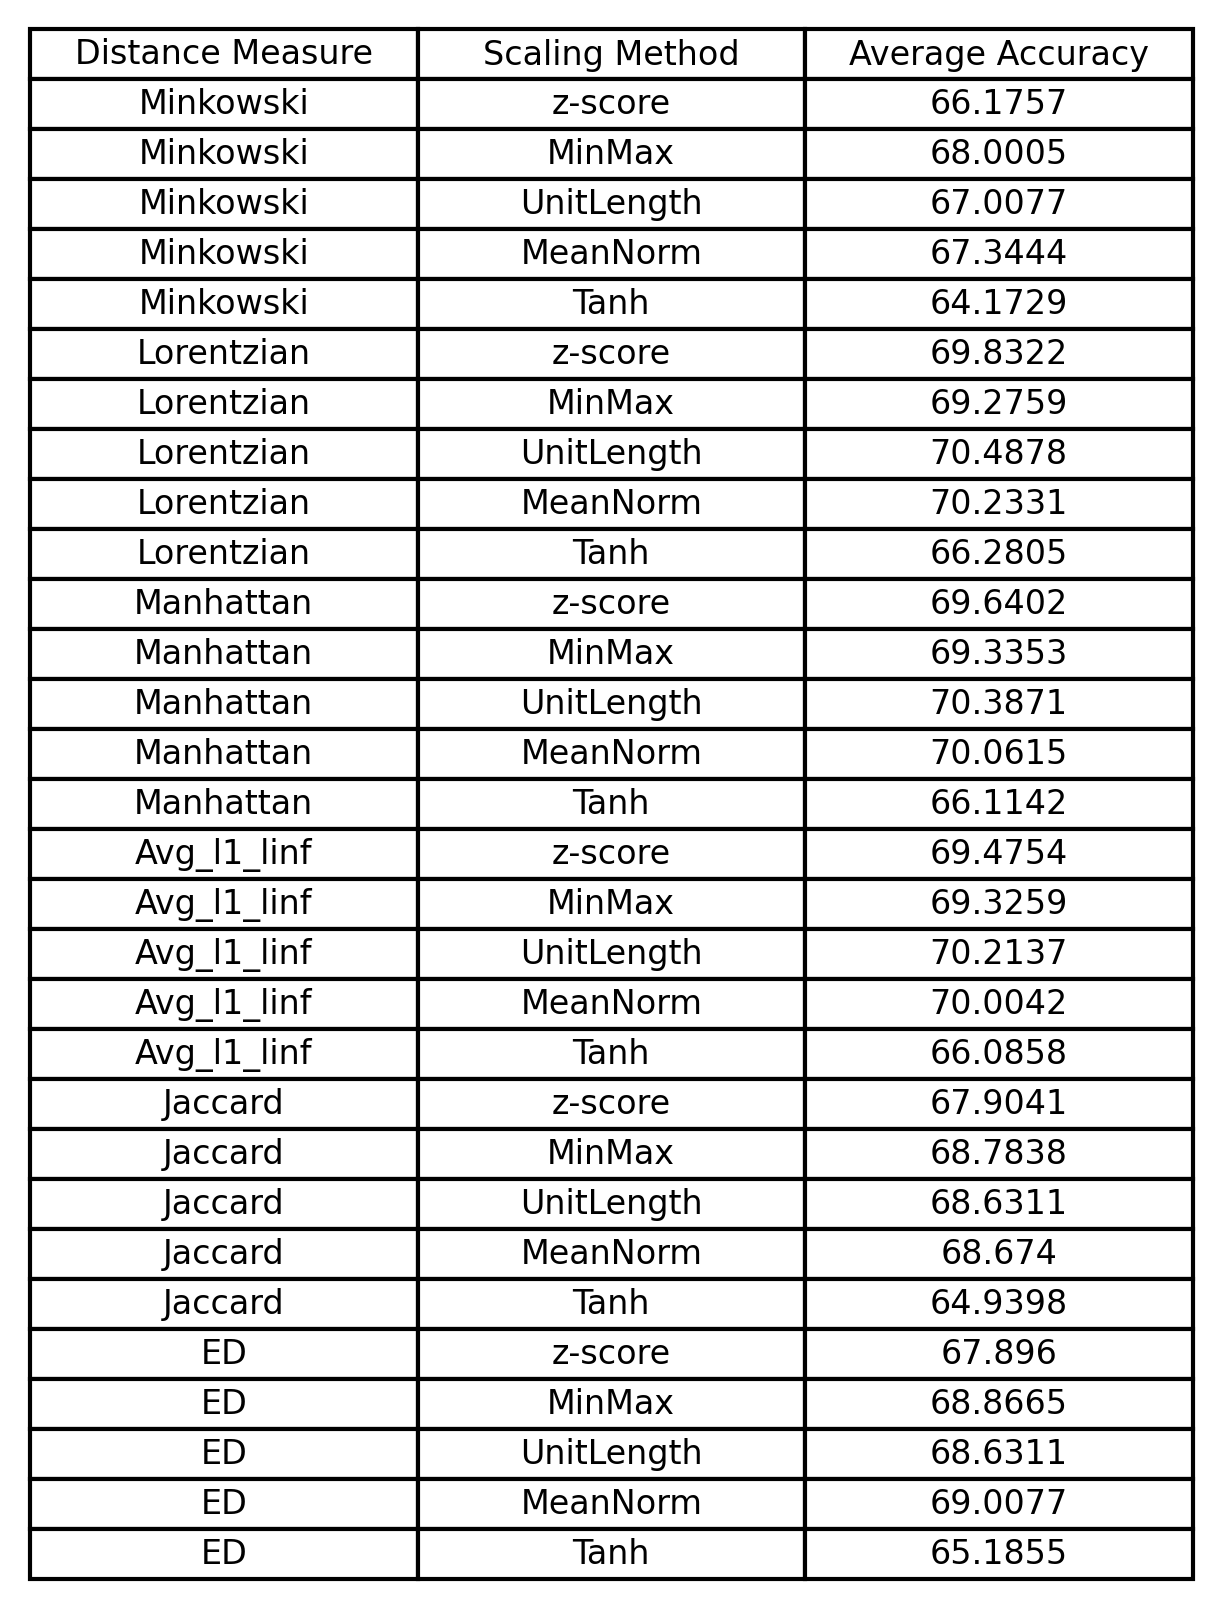 Distance Measure Scaling Method Average Accuracy
Minkowski z-score 66.1757
Minkowski MinMax 68.0005
Minkowski UnitLength 67.0077
Minkowski MeanNorm 67.3444
Minkowski Tanh 64.1729
Lorentzian z-score 69.8322
Lorentzian MinMax 69.2759
Lorentzian UnitLength 70.4878
Lorentzian MeanNorm 70.2331
Lorentzian Tanh 66.2805
Manhattan z-score 69.6402
Manhattan MinMax 69.3353
Manhattan UnitLength 70.3871
Manhattan MeanNorm 70.0615
Manhattan Tanh 66.1142
Avg_l1_linf z-score 69.4754
Avg_l1_linf MinMax 69.3259
Avg_l1_linf UnitLength 70.2137
Avg_l1_linf MeanNorm 70.0042
Avg_l1_linf Tanh 66.0858
Jaccard z-score 67.9041
Jaccard MinMax 68.7838
Jaccard UnitLength 68.6311
Jaccard MeanNorm 68.674
Jaccard Tanh 64.9398
ED z-score 67.896
ED MinMax 68.8665
ED UnitLength 68.6311
ED MeanNorm 69.0077
ED Tanh 65.1855